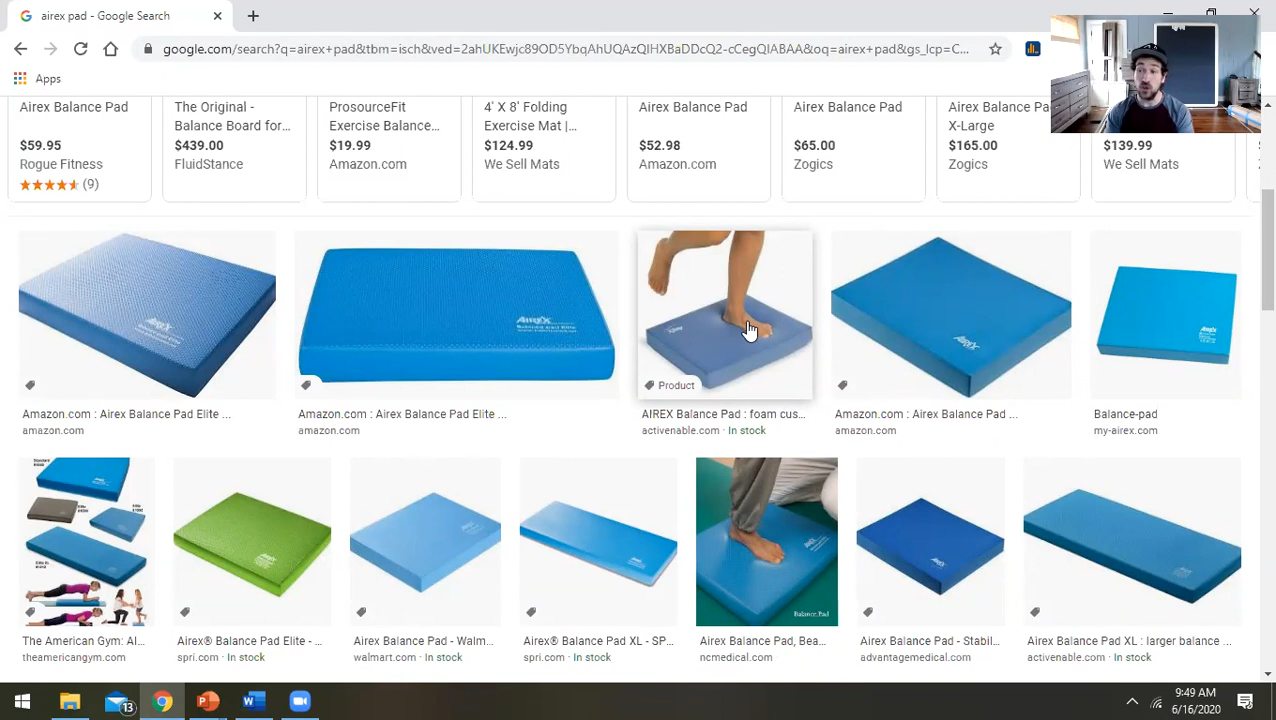 airex pad - Google Search
google.com/search?q=airex+pad&tbm=isch&ved=2ahUKEwjc89OD5YbqAhUQAzQIHXBaDDcQ2-cCegQIABAA&oq=airex+pad&gs_lcp=C...
Apps
Airex Balance Pad
$59.95
Rogue Fitness
(9)
The Original -
Balance Board for...
$439.00
FluidStance
ProsourceFit
Exercise Balance...
$19.99
Amazon.com
4' X 8' Folding
Exercise Mat |...
$124.99
We Sell Mats
Airex Balance Pad
$52.98
Amazon.com
Airex Balance Pad
$65.00
Zogics
Airex Balance Pa
X-Large
$165.00
Zogics
$139.99
We Sell Mats
Product
Amazon.com : Airex Balance Pad Elite ...
amazon.com
Amazon.com : Airex Balance Pad Elite ...
amazon.com
AIREX Balance Pad : foam cus...
activenable.com · In stock
Amazon.com : Airex Balance Pad ...
amazon.com
Balance-pad
my-airex.com
Balance Pad
The American Gym: AI...
theamericangym.com
Airex® Balance Pad Elite - ...
spri.com · In stock
Airex Balance Pad - Walm...
walmart.com · In stock
Airex® Balance Pad XL - SP...
spri.com · In stock
Airex Balance Pad, Bea...
ncmedical.com
Airex Balance Pad - Stabil...
advantagemedical.com
Airex Balance Pad XL : larger balance ...
activenable.com · In stock
13
9:49 AM
6/16/2020